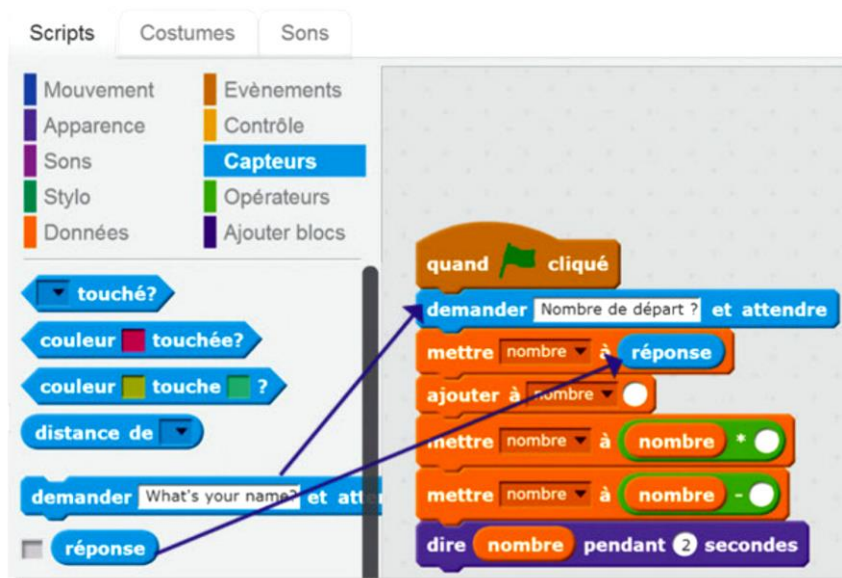 Scripts Costumes Sons
Mouvement Evènements
Apparence Contrôle
Sons Capteurs
Stylo Opérateurs
Données Ajouter blocs
touché?
couleur touchée?
couleur touche ?
distance de
demander What's your name? et atte
réponse
quand cliqué
demander Nombre de départ ? et attendre
mettre nombre à réponse
ajouter à nombre
mettre nombre à nombre *
mettre nombre à nombre -
dire nombre pendant 2 secondes